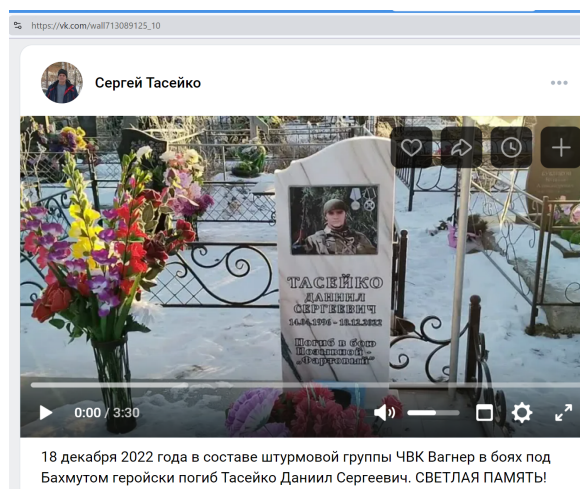 https://vk.com/wall713089125_10
Сергей Тасейко
ТАСЕЙКО
ДАНИИЛ
СЕРГЕЕВИЧ
14.04.1996 - 18.12.2022
Погиб в бою
Позывной -
„Фартовый"
0:00 / 3:30
18 декабря 2022 года в составе штурмовой группы ЧВК Вагнер в боях под
Бахмутом геройски погиб Тасейко Даниил Сергеевич. СВЕТЛАЯ ПАМЯТЬ!